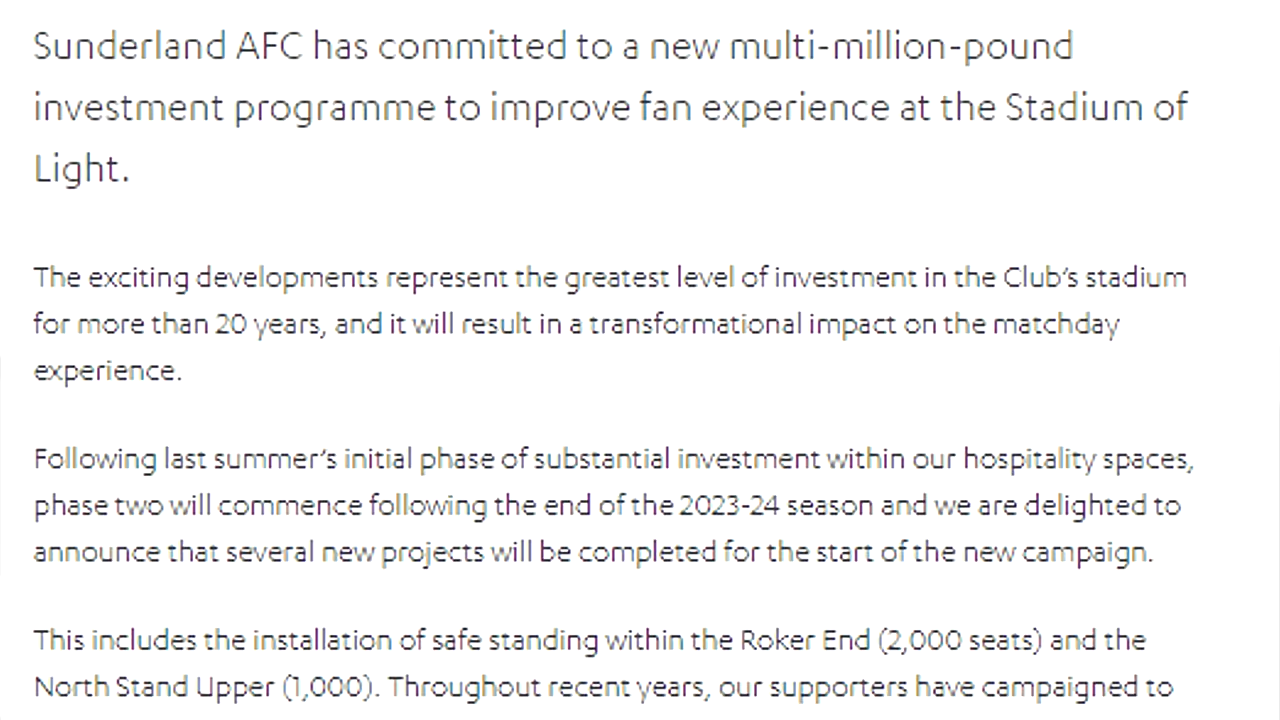 Sunderland AFC has committed to a new multi-million-pound
investment programme to improve fan experience at the Stadium of
Light.
The exciting developments represent the greatest level of investment in the Club's stadium
for more than 20 years, and it will result in a transformational impact on the matchday
experience.
Following last summer's initial phase of substantial investment within our hospitality spaces,
phase two will commence following the end of the 2023-24 season and we are delighted to
announce that several new projects will be completed for the start of the new campaign.
This includes the installation of safe standing within the Roker End (2,000 seats) and the
North Stand Upper (1,000). Throughout recent years, our supporters have campaigned to